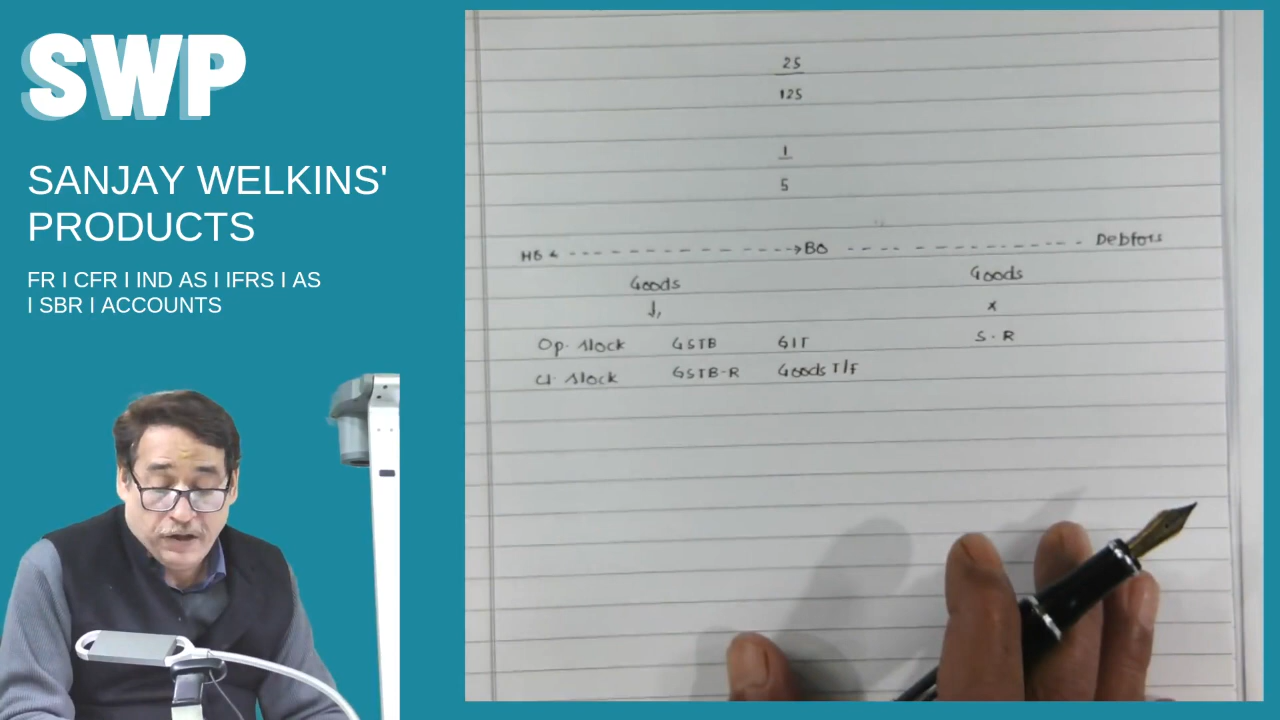 SWP
SANJAY WELKINS'
PRODUCTS
FR I CFR I IND AS I IFRS I AS
I SBR I ACCOUNTS
25
125
1
5
HO BO Debtors
Goods Goods
x
Op. Stock GSTB GIT S.R
Cl. Stock GSTB-R Goods T/F